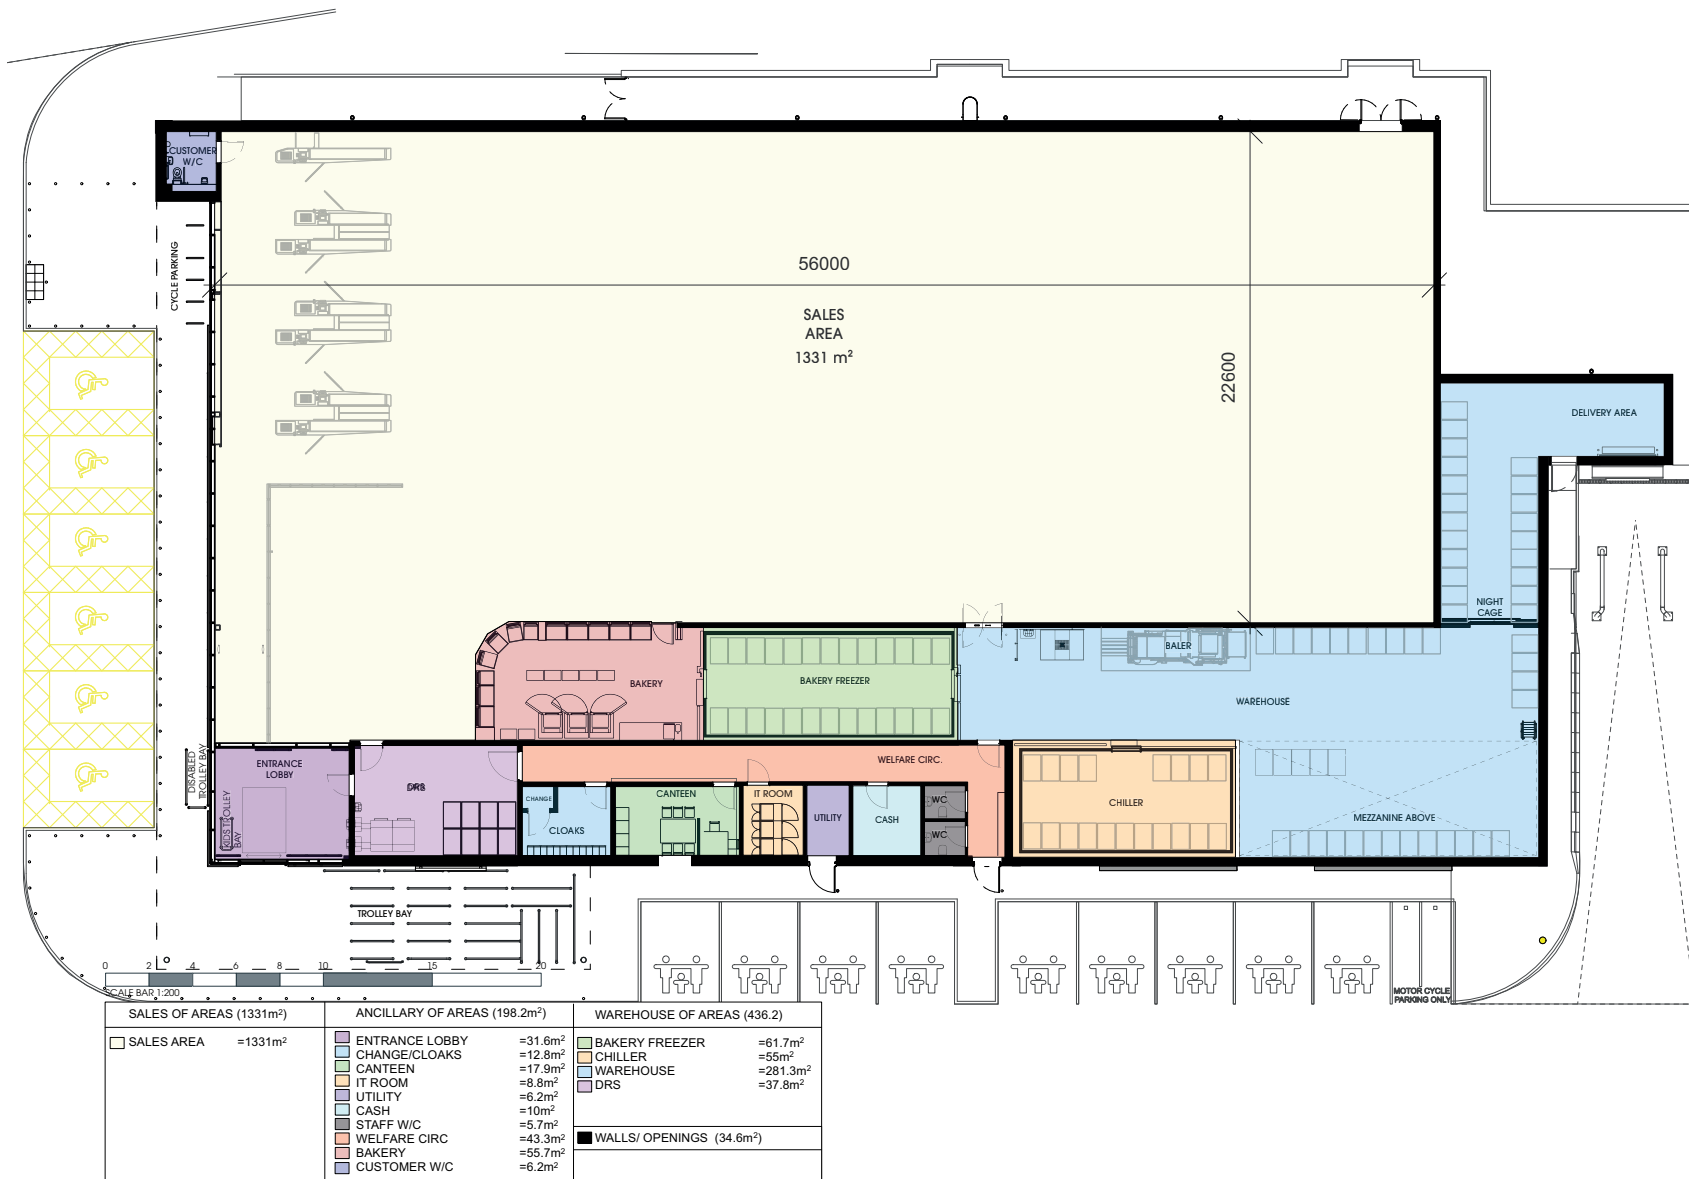 CUSTOMER
W/C
CYCLE PARKING
56000
SALES
AREA
1331 m²
22600
DELIVERY AREA
NIGHT
CAGE
BALER
BAKERY
BAKERY FREEZER
WAREHOUSE
DISABLED
TROLLEY BAY
ENTRANCE
LOBBY
KIDS TROLLEY
BAY
DRS
WELFARE CIRC.
CHANGE
CLOAKS
CANTEEN
IT ROOM
UTILITY
CASH
WC
WC
CHILLER
MEZZANINE ABOVE
TROLLEY BAY
MOTOR CYCLE
PARKING ONLY
0 2 4 6 8 10 15 20
SCALE BAR 1:200
SALES OF AREAS (1331m²)
SALES AREA =1331m²
ANCILLARY OF AREAS (198.2m²)
ENTRANCE LOBBY =31.6m²
CHANGE/CLOAKS =12.8m²
CANTEEN =17.9m²
IT ROOM =8.8m²
UTILITY =6.2m²
CASH =10m²
STAFF W/C =5.7m²
WELFARE CIRC =43.3m²
BAKERY =55.7m²
CUSTOMER W/C =6.2m²
WAREHOUSE OF AREAS (436.2)
BAKERY FREEZER =61.7m²
CHILLER =55m²
WAREHOUSE =281.3m²
DRS =37.8m²
WALLS/ OPENINGS (34.6m²)